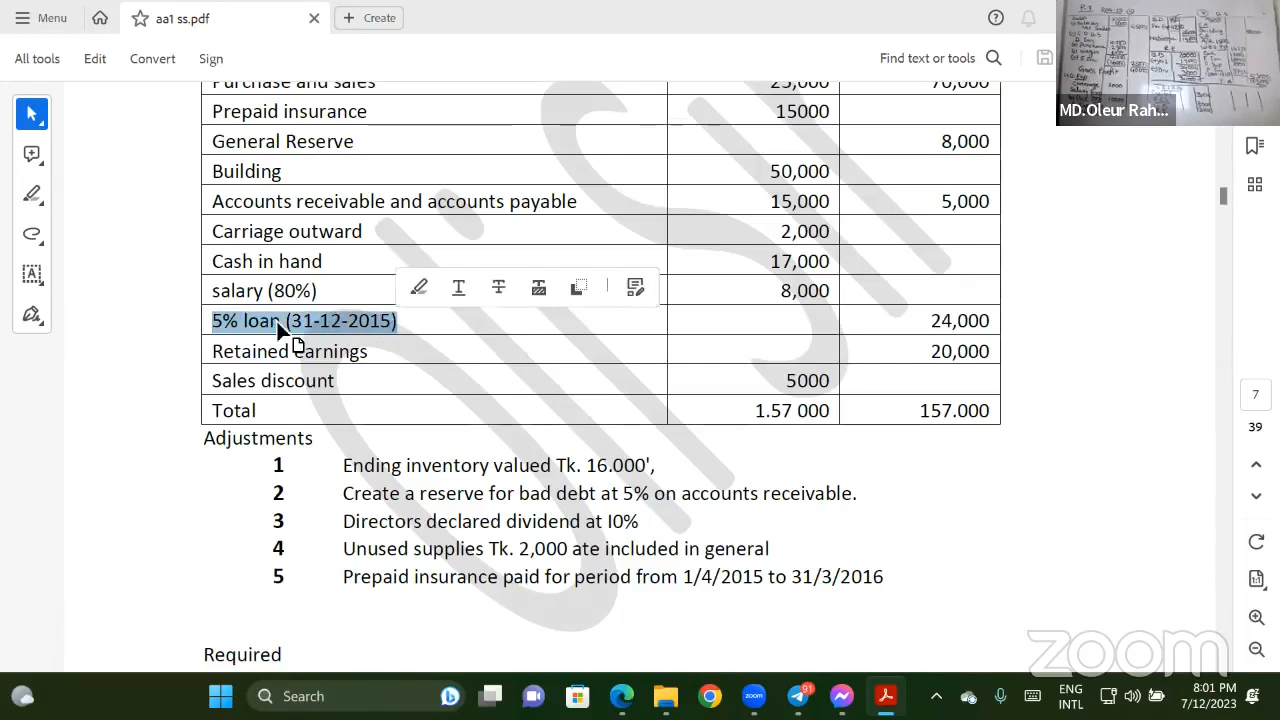 Menu
aa1 ss.pdf
Create
All tools
Edit
Convert
Sign
Find text or tools
MD.Oleur Rah...
Purchase and sales 25,000 70,000
Prepaid insurance 15000
General Reserve 8,000
Building 50,000
Accounts receivable and accounts payable 15,000 5,000
Carriage outward 2,000
Cash in hand 17,000
salary (80%) 8,000
5% loan (31-12-2015) 24,000
Retained earnings 20,000
Sales discount 5000
Total 1.57 000 157.000
7
39
Adjustments
1 Ending inventory valued Tk. 16.000',
2 Create a reserve for bad debt at 5% on accounts receivable.
3 Directors declared dividend at I0%
4 Unused supplies Tk. 2,000 ate included in general
5 Prepaid insurance paid for period from 1/4/2015 to 31/3/2016
Required
zoom
Search
zoom
91
ENG
INTL
8:01 PM
7/12/2023